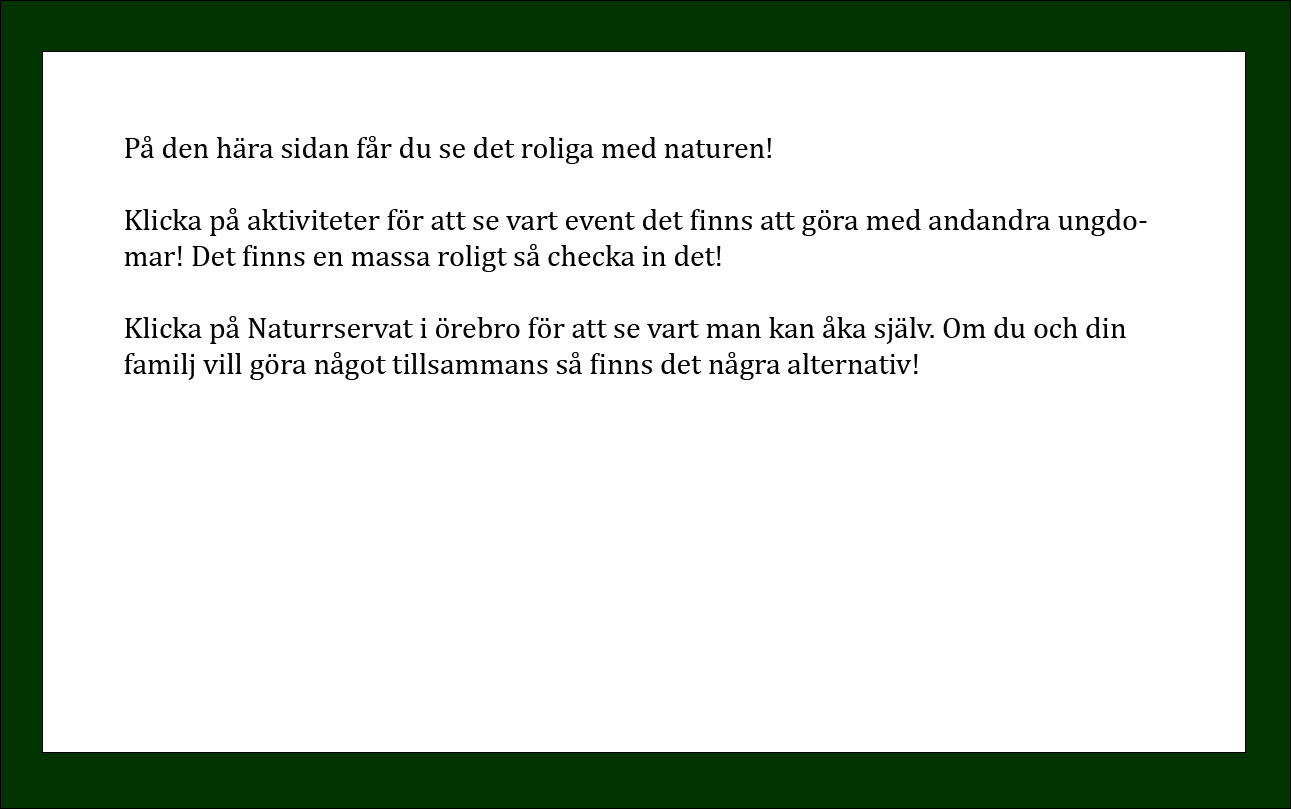 På den hära sidan får du se det roliga med naturen!
Klicka på aktiviteter för att se vart event det finns att göra med andandra ungdo-
mar! Det finns en massa roligt så checka in det!
Klicka på Naturrservat i örebro för att se vart man kan åka själv. Om du och din
familj vill göra något tillsammans så finns det några alternativ!